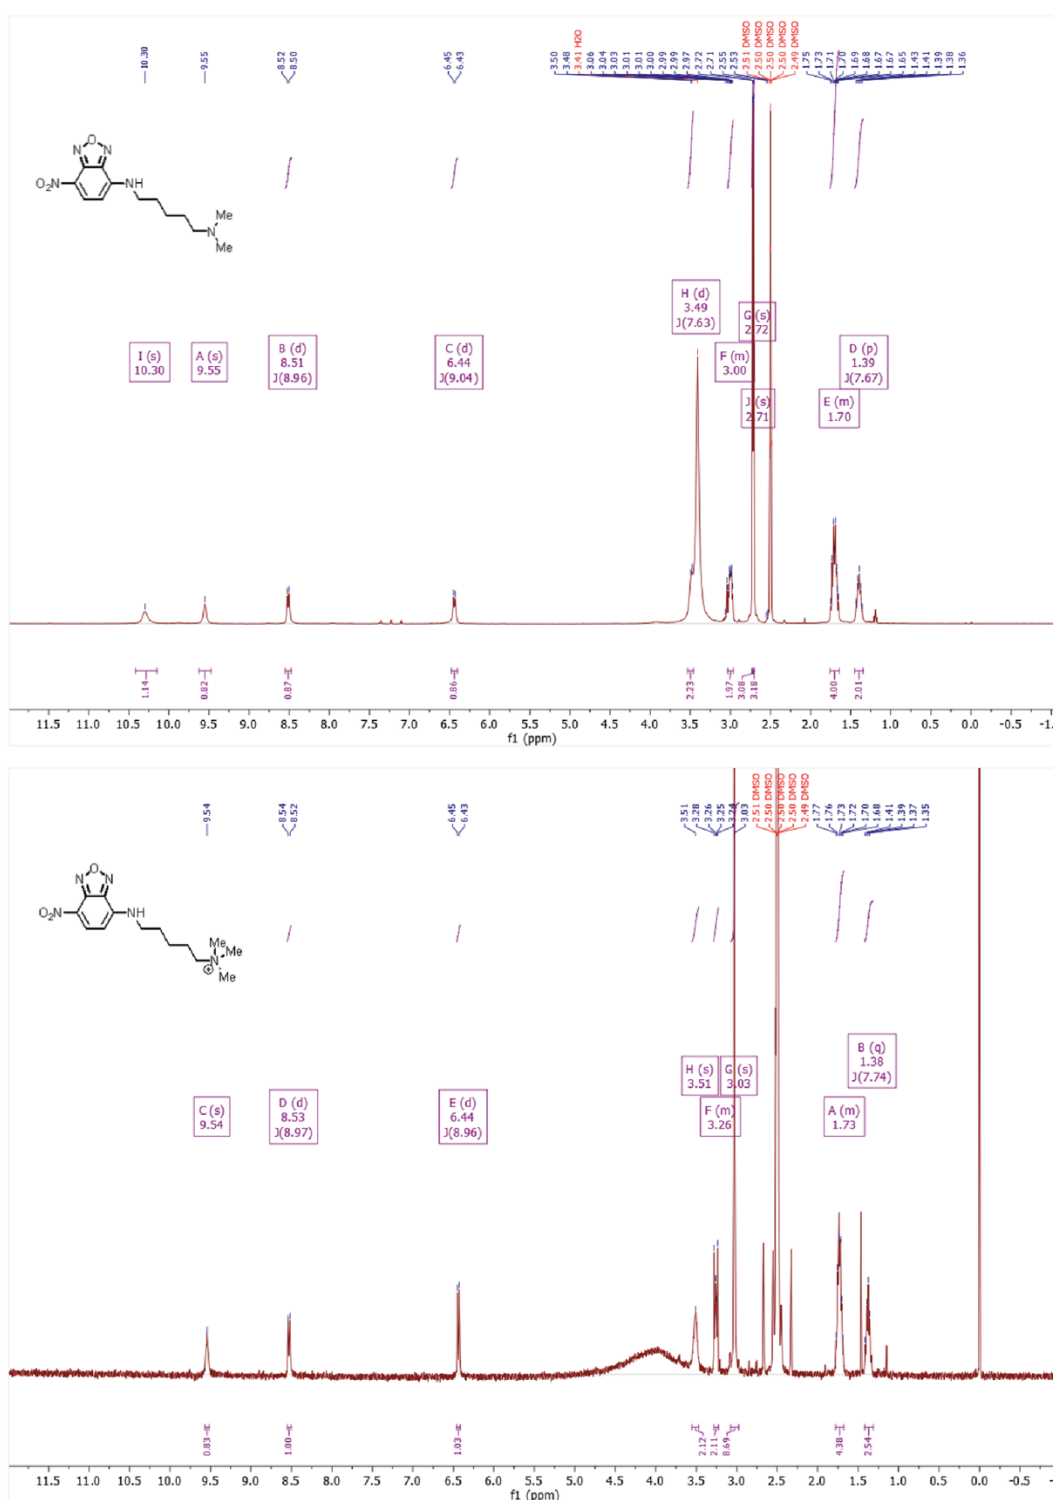 10.30
9.55
8.52
8.50
6.45
6.43
3.50
3.48
3.41 H2O
3.06
3.04
3.03
3.01
3.01
3.00
2.99
2.99
2.97
2.72
2.71
2.55
2.53
2.51 DMSO
2.50 DMSO
2.50 DMSO
2.50 DMSO
2.49 DMSO
1.75
1.73
1.71
1.70
1.69
1.68
1.67
1.67
1.65
1.43
1.41
1.39
1.38
1.36
O
N N
O₂N NH
Me
N
Me
H (d)
3.49
J(7.63)
G (s)
2.72
I (s)
10.30
A (s)
9.55
B (d)
8.51
J(8.96)
C (d)
6.44
J(9.04)
F (m)
3.00
D (p)
1.39
J(7.67)
J (s)
2.71
E (m)
1.70
1.14
0.82
0.87
0.86
2.23
1.97
3.08
3.18
4.00
2.01
11.5 11.0 10.5 10.0 9.5 9.0 8.5 8.0 7.5 7.0 6.5 6.0 5.5 5.0 4.5 4.0 3.5 3.0 2.5 2.0 1.5 1.0 0.5 0.0 -0.5 -1.
f1 (ppm)
9.54
8.54
8.52
6.45
6.43
3.51
3.28
3.26
3.25
3.24
3.03
2.51 DMSO
2.50 DMSO
2.50 DMSO
2.50 DMSO
2.49 DMSO
1.77
1.76
1.73
1.72
1.70
1.68
1.41
1.39
1.37
1.35
O
N N
O₂N NH
Me
Me
N
⊕ Me
B (q)
1.38
J(7.74)
H (s)
3.51
G (s)
3.03
C (s)
9.54
D (d)
8.53
J(8.97)
E (d)
6.44
J(8.96)
F (m)
3.26
A (m)
1.73
0.83
1.00
1.03
2.12
2.11
8.69
4.38
2.54
11.5 11.0 10.5 10.0 9.5 9.0 8.5 8.0 7.5 7.0 6.5 6.0 5.5 5.0 4.5 4.0 3.5 3.0 2.5 2.0 1.5 1.0 0.5 0.0 -0.5
f1 (ppm)